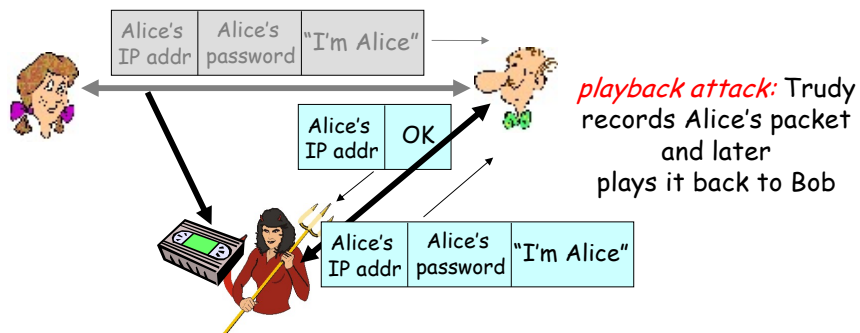 Alice's
IP addr
Alice's
password
"I'm Alice"
playback attack: Trudy
records Alice's packet
and later
plays it back to Bob
Alice's
IP addr
OK
Alice's
IP addr
Alice's
password
"I'm Alice"